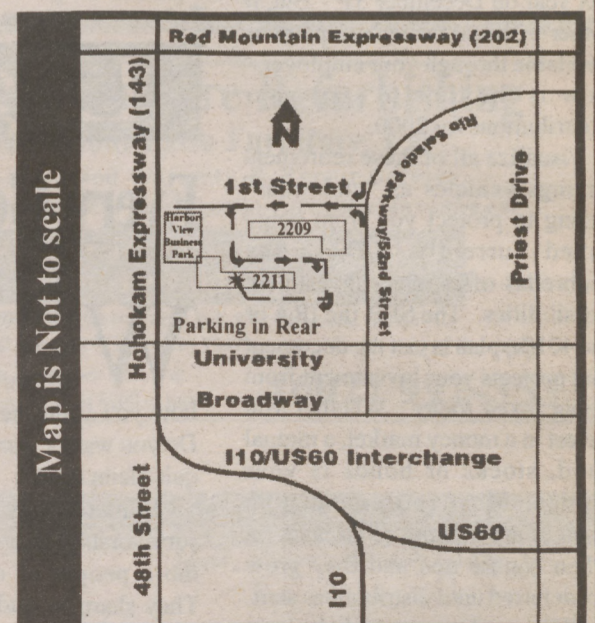 Map is Not to scale
Red Mountain Expressway (202)
Hohokam Expressway (143)
N
Rio Salado Parkway/52nd Street
Priest Drive
1st Street
Harbor
View
Business
Park
2209
2211
Parking in Rear
University
Broadway
I10/US60 Interchange
48th Street
US60
I10